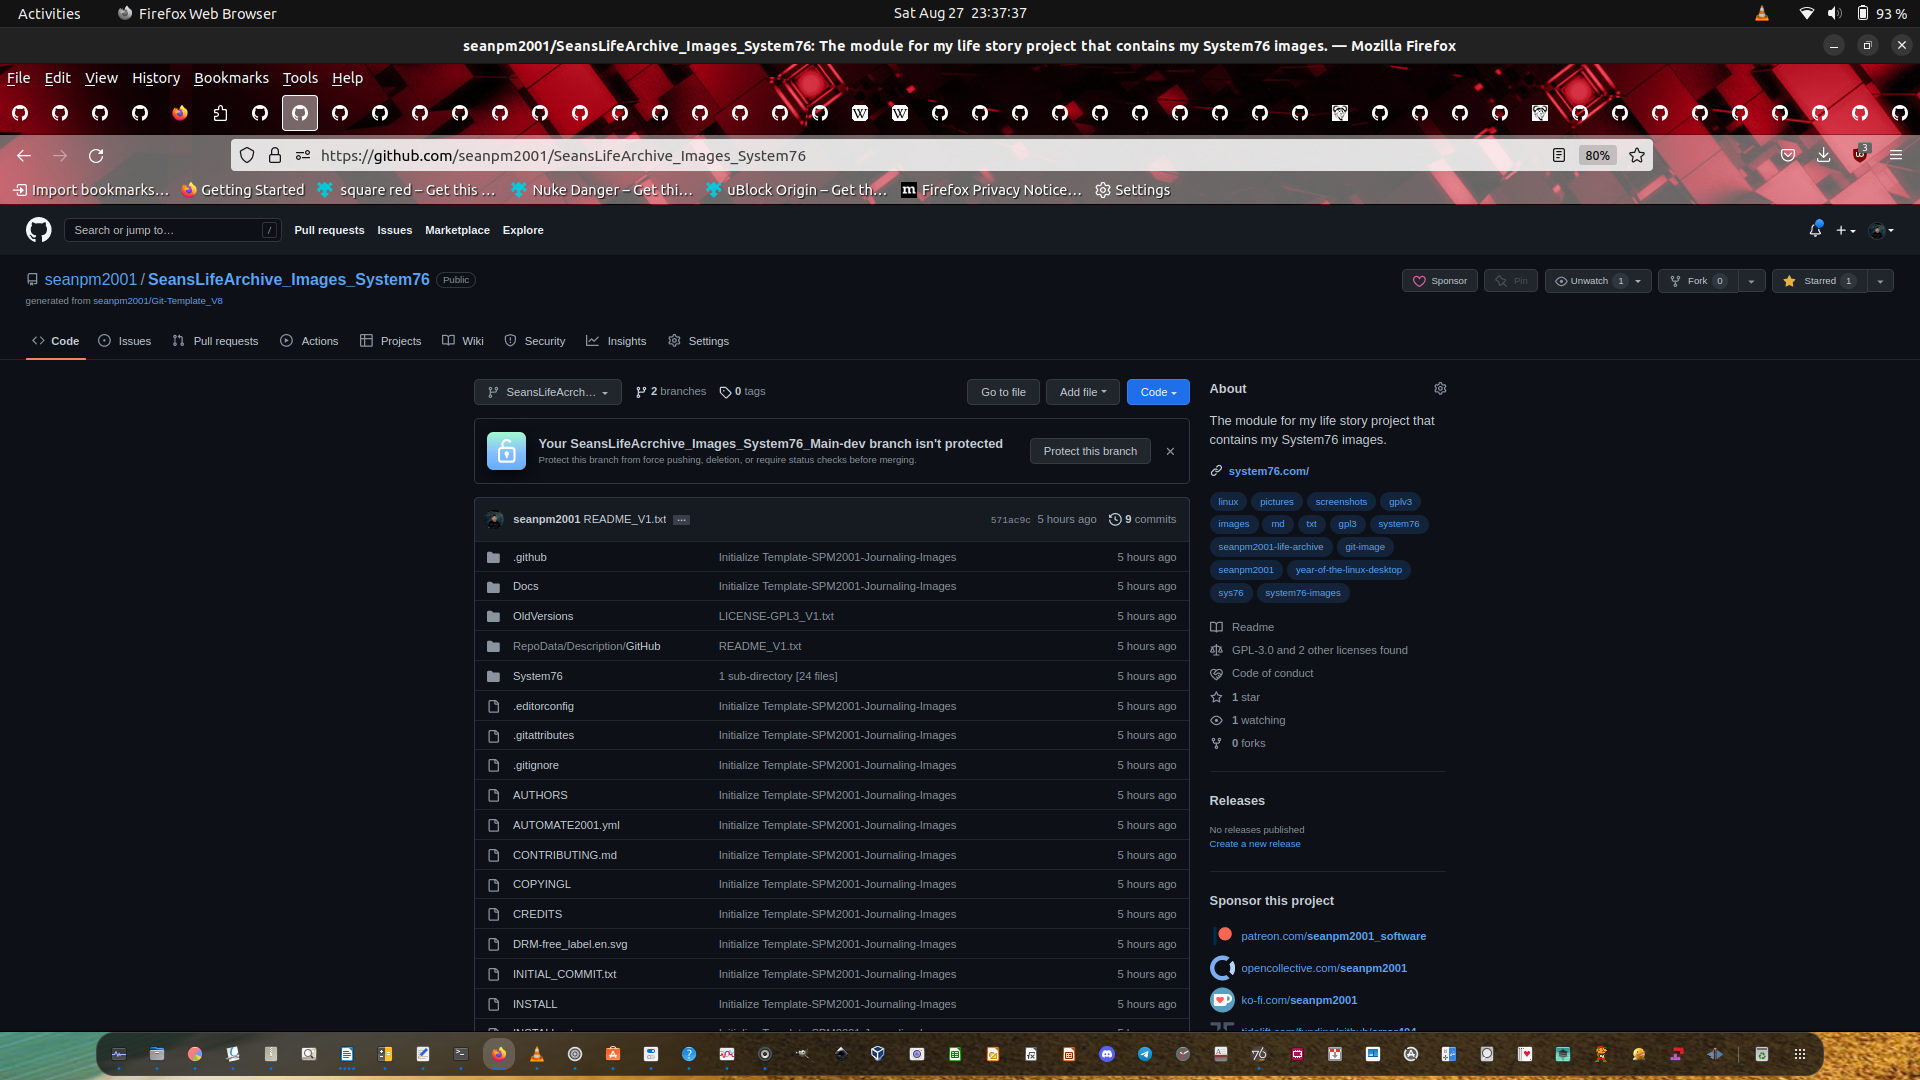 Activities
Firefox Web Browser
Sat Aug 27 23:37:37
93 %
seanpm2001/SeansLifeArchive_Images_System76: The module for my life story project that contains my System76 images. — Mozilla Firefox
File Edit View History Bookmarks Tools Help
https://github.com/seanpm2001/SeansLifeArchive_Images_System76
80%
3
Import bookmarks…
Getting Started
square red – Get this …
Nuke Danger – Get thi…
uBlock Origin – Get th…
Firefox Privacy Notice…
Settings
Search or jump to…
/
Pull requests Issues Marketplace Explore
seanpm2001 / SeansLifeArchive_Images_System76
Public
generated from seanpm2001/Git-Template_V8
Sponsor
Pin
Unwatch 1
Fork 0
Starred 1
Code
Issues
Pull requests
Actions
Projects
Wiki
Security
Insights
Settings
SeansLifeAcrch…
2 branches
0 tags
Go to file
Add file
Code
Your SeansLifeAcrchive_Images_System76_Main-dev branch isn't protected
Protect this branch from force pushing, deletion, or require status checks before merging.
Protect this branch
seanpm2001 README_V1.txt …
571ac9c 5 hours ago
9 commits
.github Initialize Template-SPM2001-Journaling-Images 5 hours ago
Docs Initialize Template-SPM2001-Journaling-Images 5 hours ago
OldVersions LICENSE-GPL3_V1.txt 5 hours ago
RepoData/Description/GitHub README_V1.txt 5 hours ago
System76 1 sub-directory [24 files] 5 hours ago
.editorconfig Initialize Template-SPM2001-Journaling-Images 5 hours ago
.gitattributes Initialize Template-SPM2001-Journaling-Images 5 hours ago
.gitignore Initialize Template-SPM2001-Journaling-Images 5 hours ago
AUTHORS Initialize Template-SPM2001-Journaling-Images 5 hours ago
AUTOMATE2001.yml Initialize Template-SPM2001-Journaling-Images 5 hours ago
CONTRIBUTING.md Initialize Template-SPM2001-Journaling-Images 5 hours ago
COPYINGL Initialize Template-SPM2001-Journaling-Images 5 hours ago
CREDITS Initialize Template-SPM2001-Journaling-Images 5 hours ago
DRM-free_label.en.svg Initialize Template-SPM2001-Journaling-Images 5 hours ago
INITIAL_COMMIT.txt Initialize Template-SPM2001-Journaling-Images 5 hours ago
INSTALL Initialize Template-SPM2001-Journaling-Images 5 hours ago
About
The module for my life story project that
contains my System76 images.
system76.com/
linux pictures screenshots gplv3
images md txt gpl3 system76
seanpm2001-life-archive git-image
seanpm2001 year-of-the-linux-desktop
sys76 system76-images
Readme
GPL-3.0 and 2 other licenses found
Code of conduct
1 star
1 watching
0 forks
Releases
No releases published
Create a new release
Sponsor this project
patreon.com/seanpm2001_software
opencollective.com/seanpm2001
ko-fi.com/seanpm2001